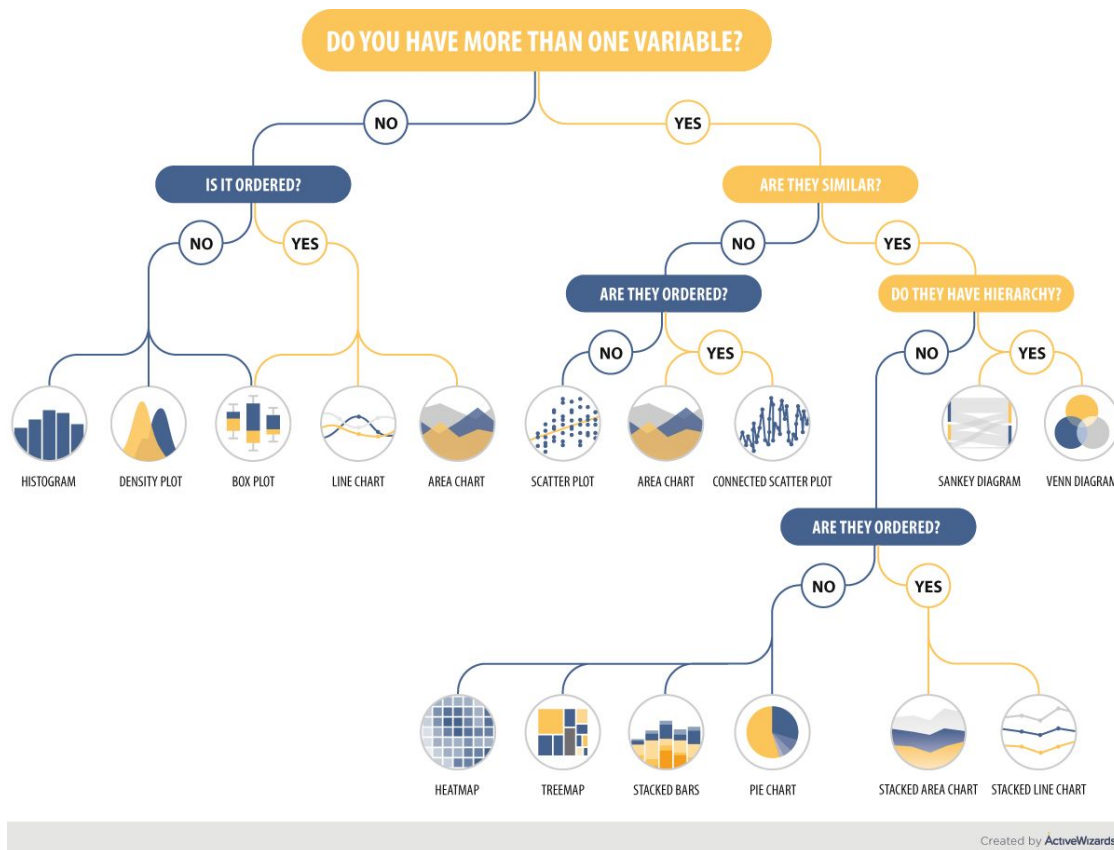 DO YOU HAVE MORE THAN ONE VARIABLE?
NO
YES
IS IT ORDERED?
ARE THEY SIMILAR?
NO
YES
NO
YES
ARE THEY ORDERED?
DO THEY HAVE HIERARCHY?
NO
YES
NO
YES
HISTOGRAM
DENSITY PLOT
BOX PLOT
LINE CHART
AREA CHART
SCATTER PLOT
AREA CHART
CONNECTED SCATTER PLOT
SANKEY DIAGRAM
VENN DIAGRAM
ARE THEY ORDERED?
NO
YES
HEATMAP
TREEMAP
STACKED BARS
PIE CHART
STACKED AREA CHART
STACKED LINE CHART
Created by ActiveWizards